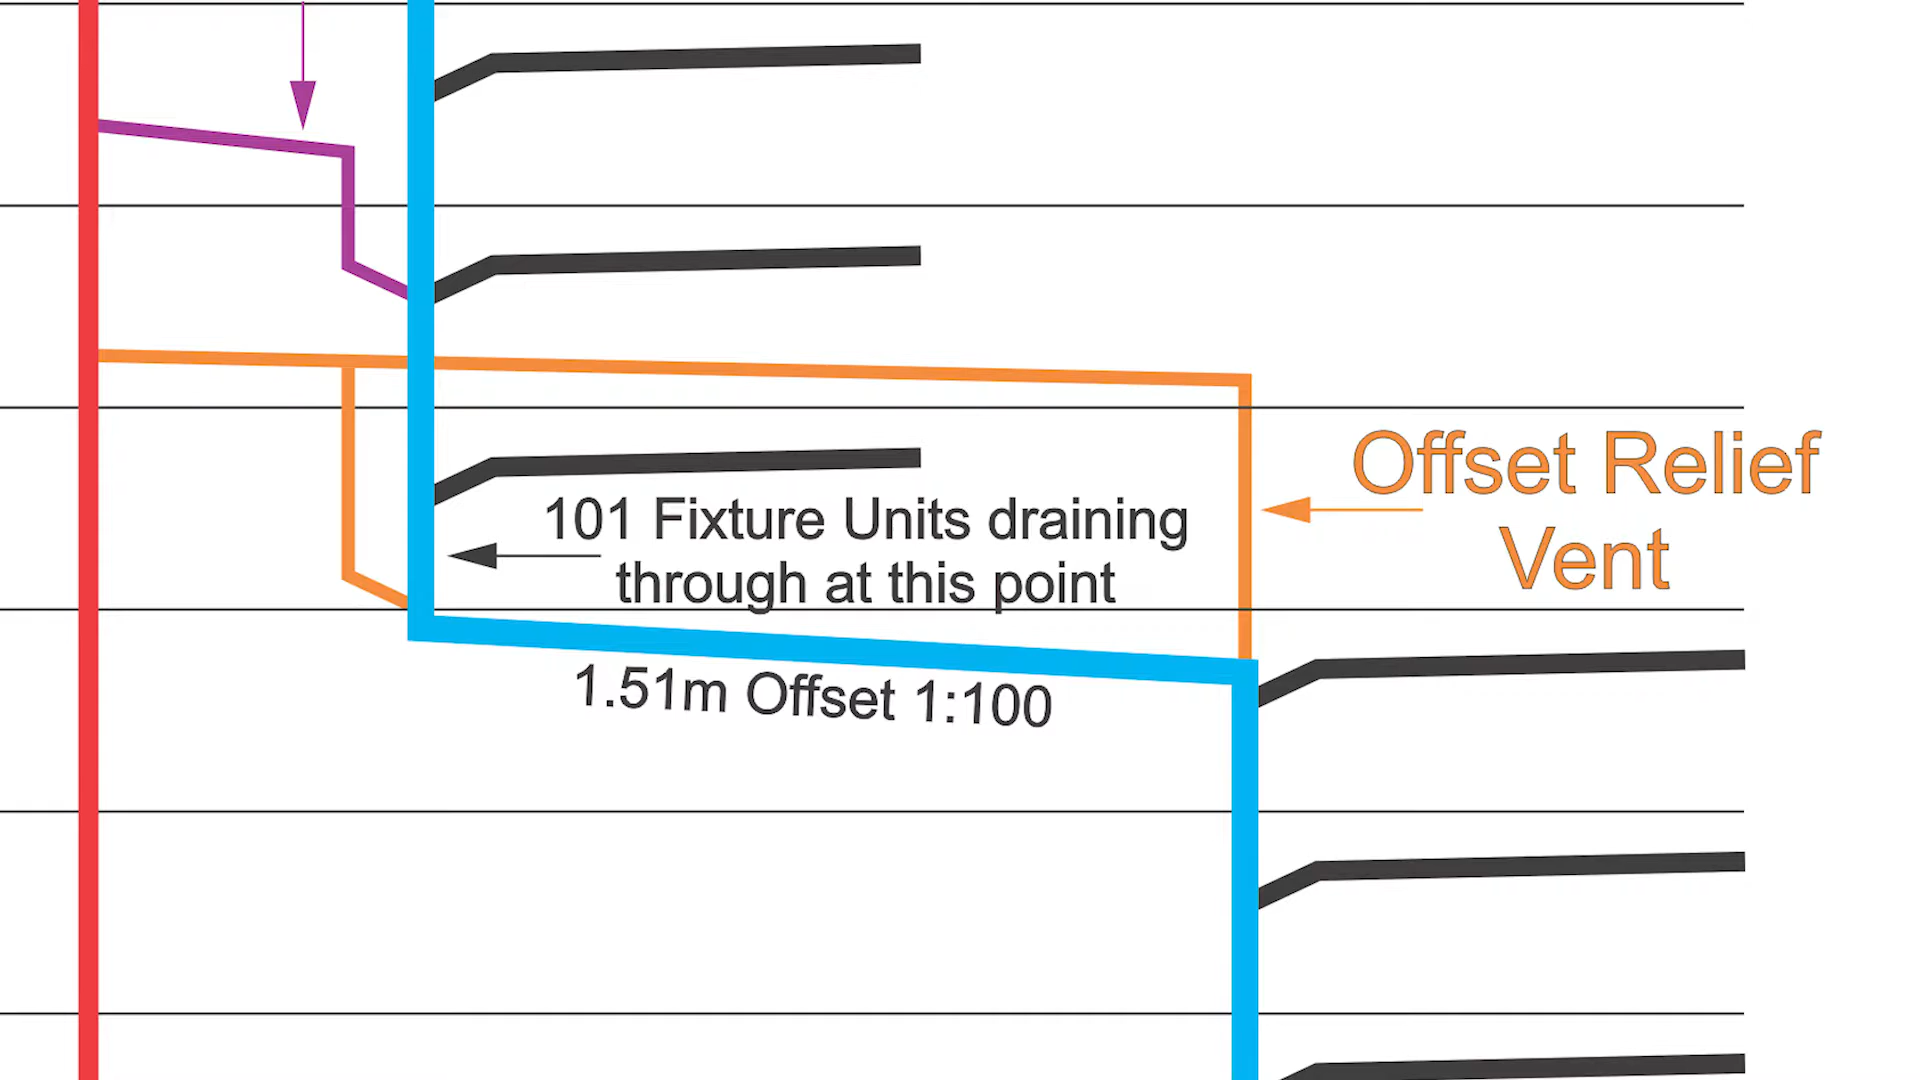 Offset Relief
Vent
101 Fixture Units draining
through at this point
1.51m Offset 1:100